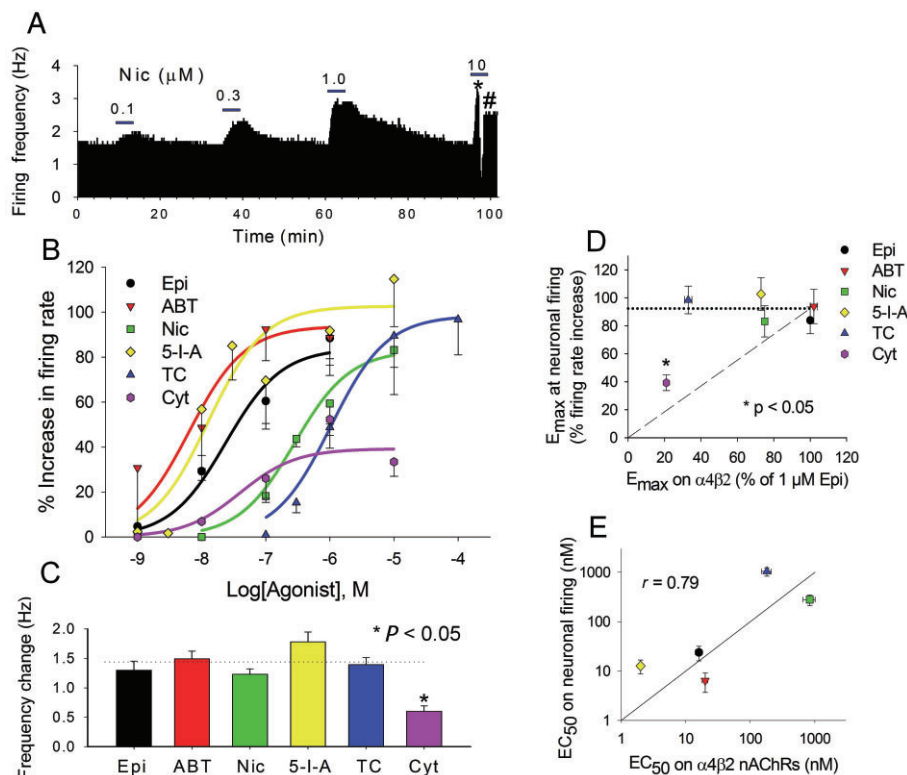 A
Firing frequency (Hz)
4
3
2
1
0
Nic (μM)
0.1
0.3
1.0
10
*
#
0 20 40 60 80 100
Time (min)
B
% Increase in firing rate
120
100
80
60
40
20
0
Epi
ABT
Nic
5-I-A
TC
Cyt
-9 -8 -7 -6 -5 -4
Log[Agonist], M
C
Frequency change (Hz)
2.0
1.5
1.0
0.5
0.0
* P < 0.05
*
Epi ABT Nic 5-I-A TC Cyt
D
Emax at neuronal firing
(% firing rate increase)
120
100
80
60
40
20
0
*
* p < 0.05
0 20 40 60 80 100 120
Emax on α4β2 (% of 1 μM Epi)
Epi
ABT
Nic
5-I-A
TC
Cyt
E
EC50 on neuronal firing (nM)
1000
100
10
1
r = 0.79
1 10 100 1000
EC50 on α4β2 nAChRs (nM)